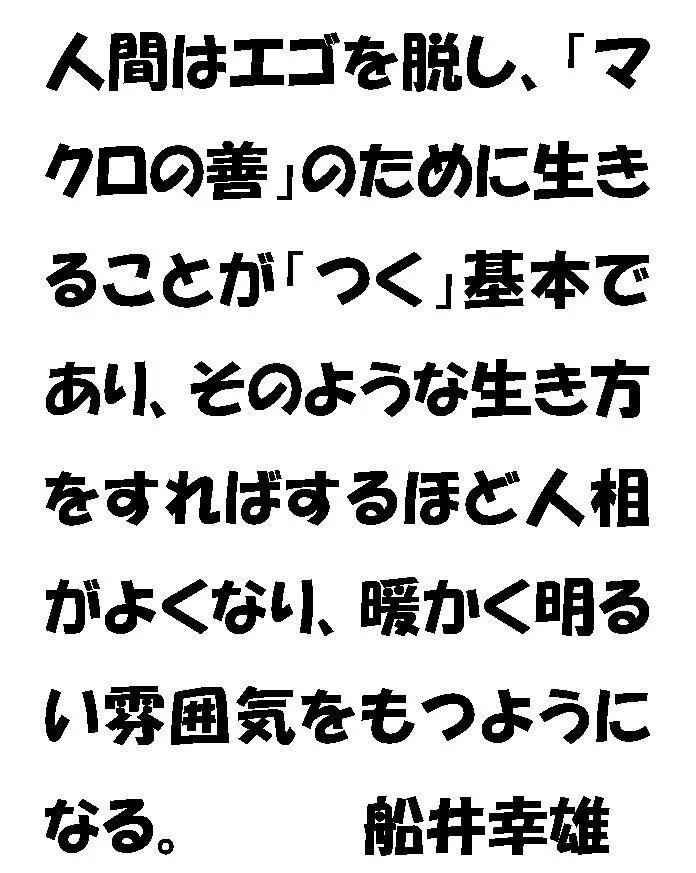 人間はエゴを脱し、「マ
クロの善」のために生き
ることが「つく」基本で
あり、そのような生き方
をすればするほど人相
がよくなり、暖かく明る
い雰囲気をもつように
なる。 船井幸雄